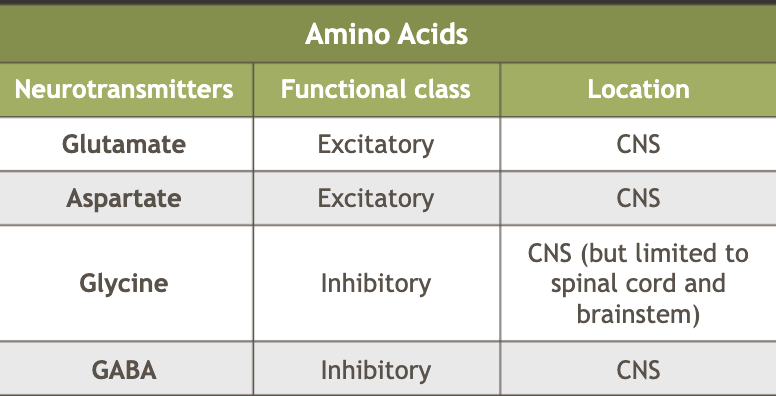 Amino Acids
Neurotransmitters Functional class Location
Glutamate Excitatory CNS
Aspartate Excitatory CNS
Glycine Inhibitory CNS (but limited to
spinal cord and
brainstem)
GABA Inhibitory CNS